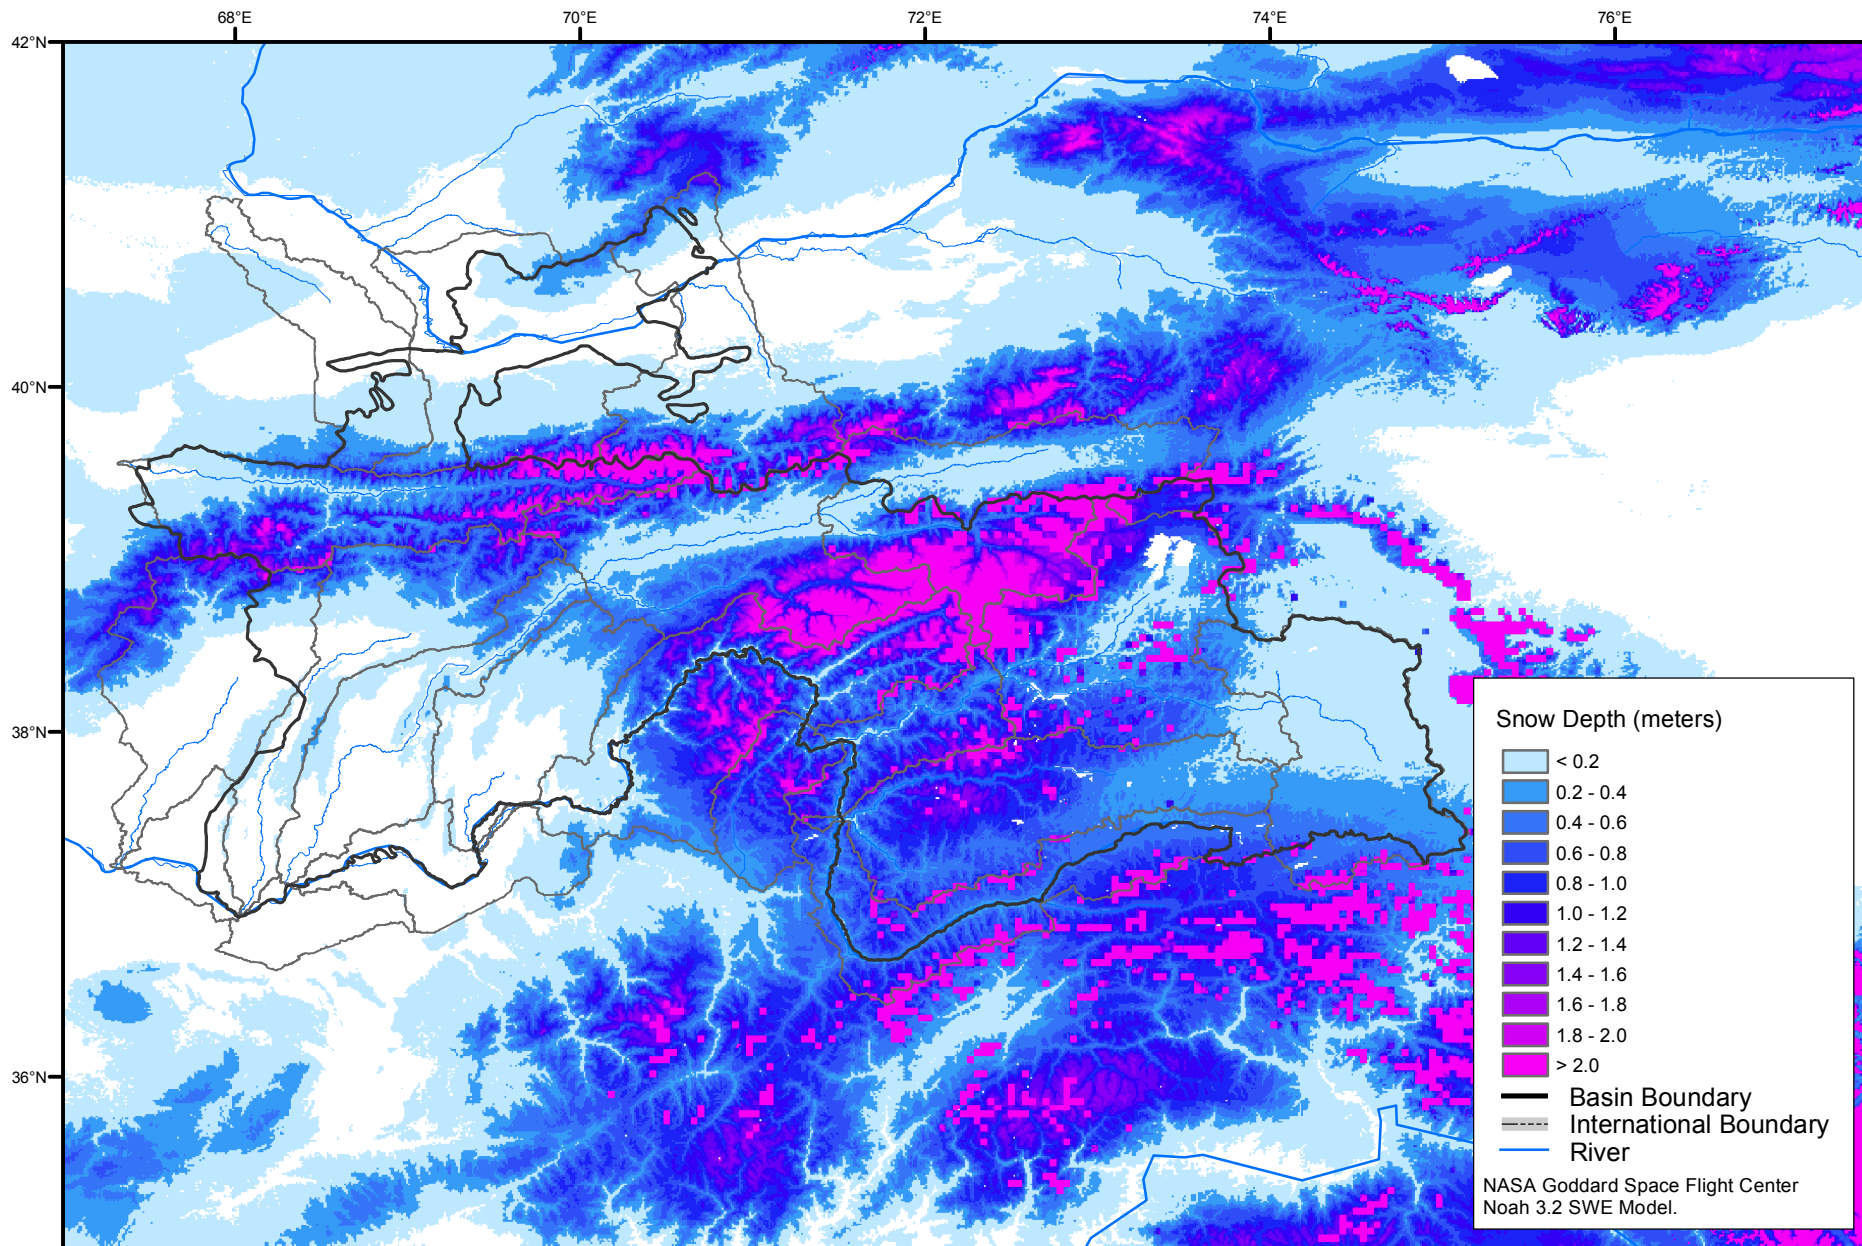 68°E 70°E 72°E 74°E 76°E
42°N
40°N
38°N
36°N
Snow Depth (meters)
< 0.2
0.2 - 0.4
0.4 - 0.6
0.6 - 0.8
0.8 - 1.0
1.0 - 1.2
1.2 - 1.4
1.4 - 1.6
1.6 - 1.8
1.8 - 2.0
> 2.0
Basin Boundary
International Boundary
River
NASA Goddard Space Flight Center
Noah 3.2 SWE Model.